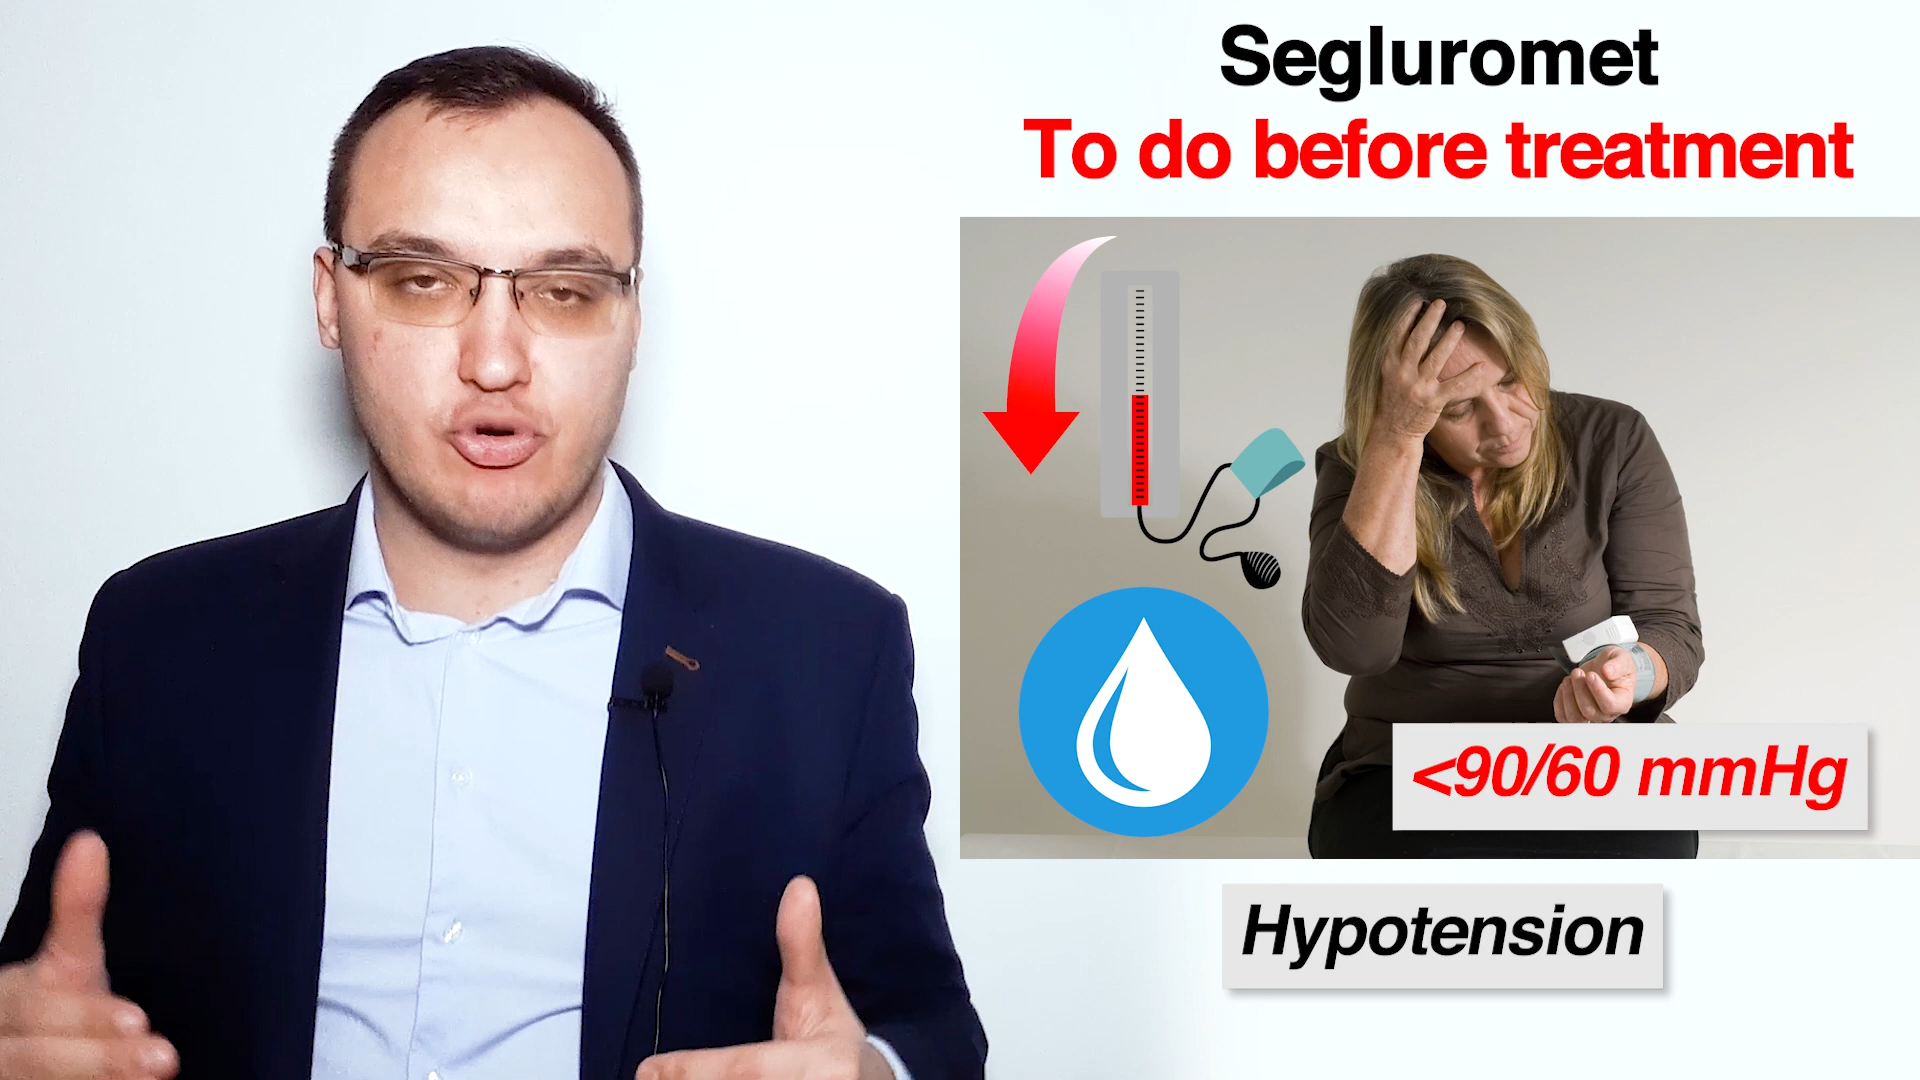 Segluromet
To do before treatment
<90/60 mmHg
Hypotension